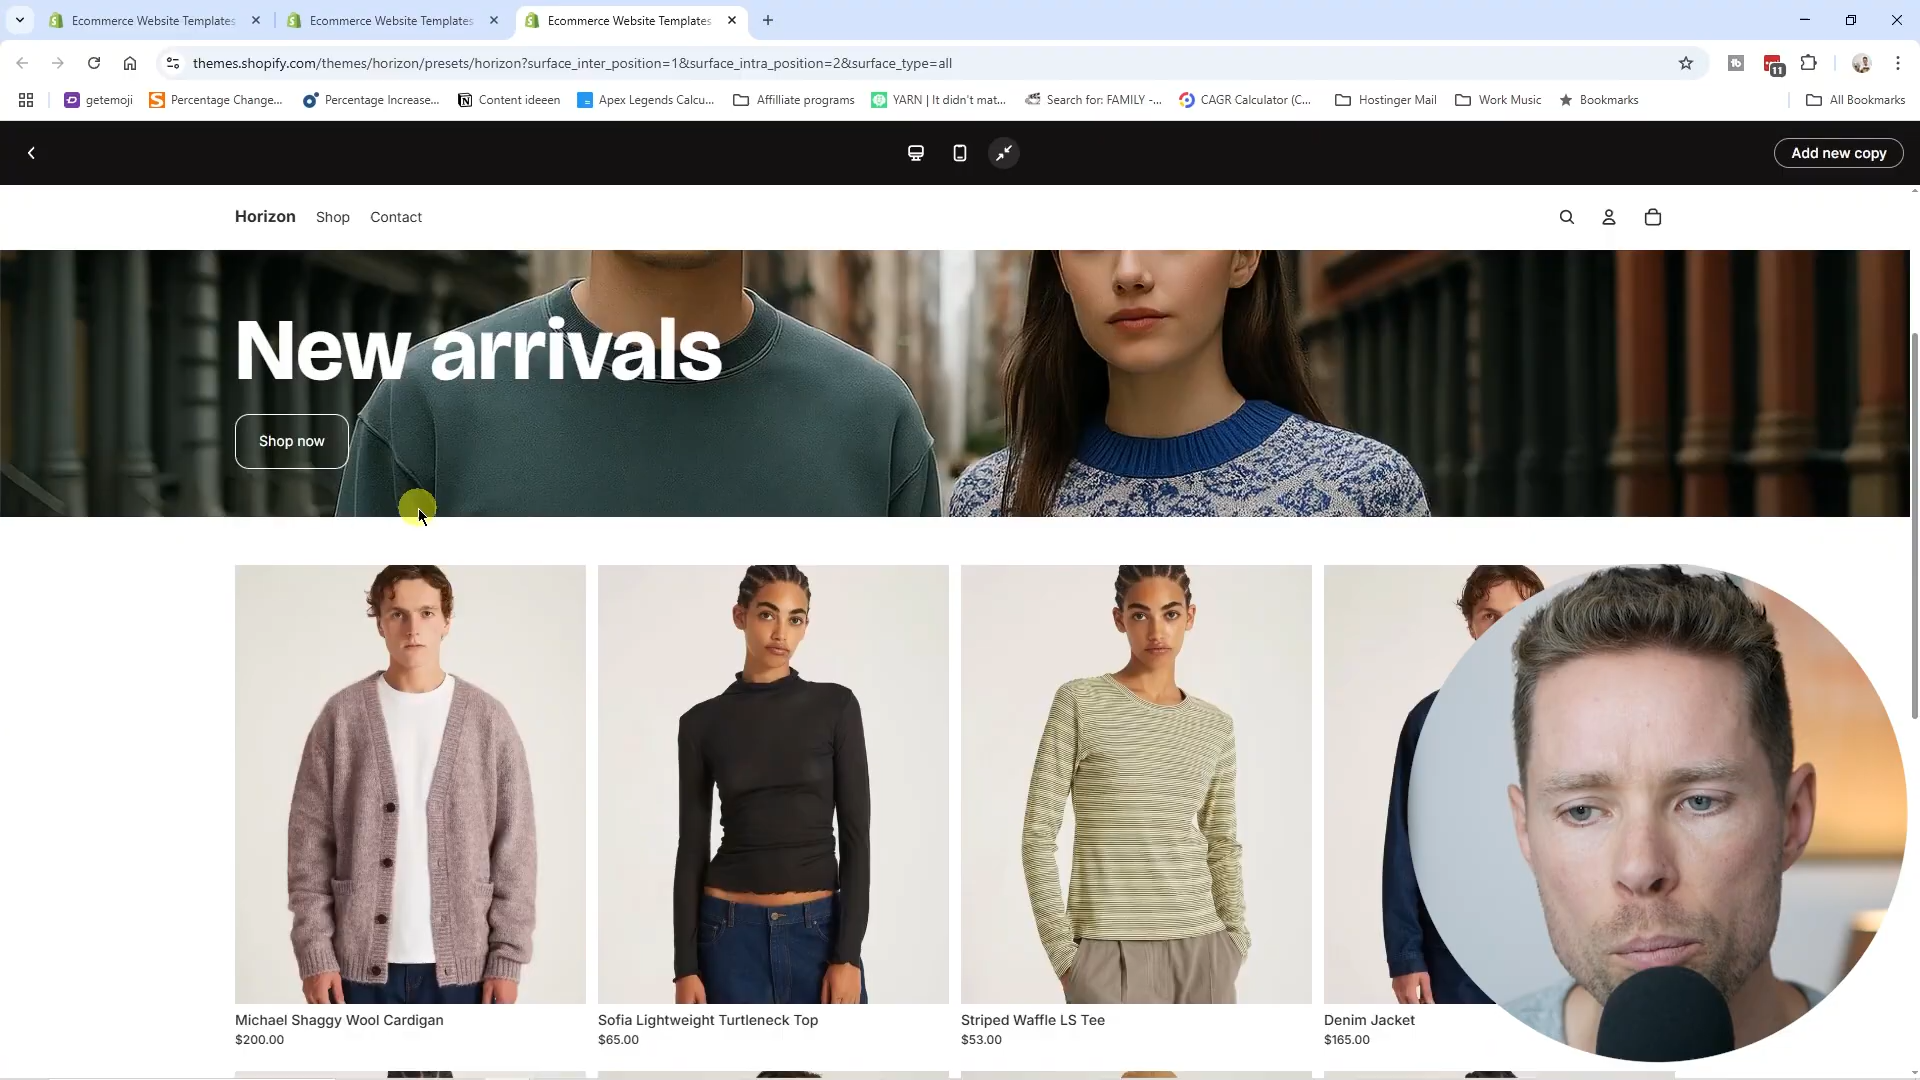 Ecommerce Website Templates
Ecommerce Website Templates
Ecommerce Website Templates
themes.shopify.com/themes/horizon/presets/horizon?surface_inter_position=1&surface_intra_position=2&surface_type=all
11
getemoji
Percentage Change...
Percentage Increase...
Content ideeen
Apex Legends Calcu...
Affilliate programs
YARN | It didn't mat...
Search for: FAMILY -...
CAGR Calculator (C...
Hostinger Mail
Work Music
Bookmarks
All Bookmarks
Add new copy
Horizon
Shop
Contact
New arrivals
Shop now
Michael Shaggy Wool Cardigan
$200.00
Sofia Lightweight Turtleneck Top
$65.00
Striped Waffle LS Tee
$53.00
Denim Jacket
$165.00